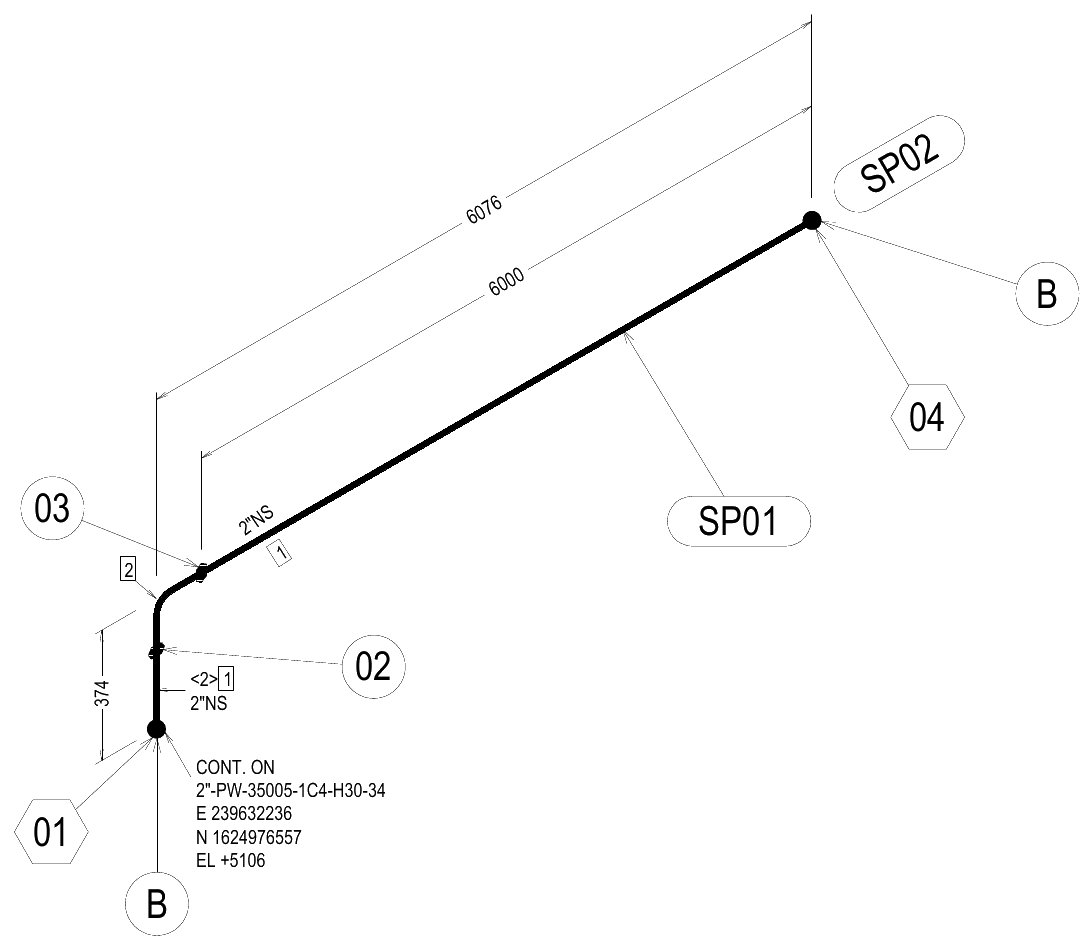 SP02
6076
6000
B
04
03
2"NS
1
SP01
2
02
374
<2> 1
2"NS
CONT. ON
2"-PW-35005-1C4-H30-34
E 239632236
N 1624976557
EL +5106
01
B